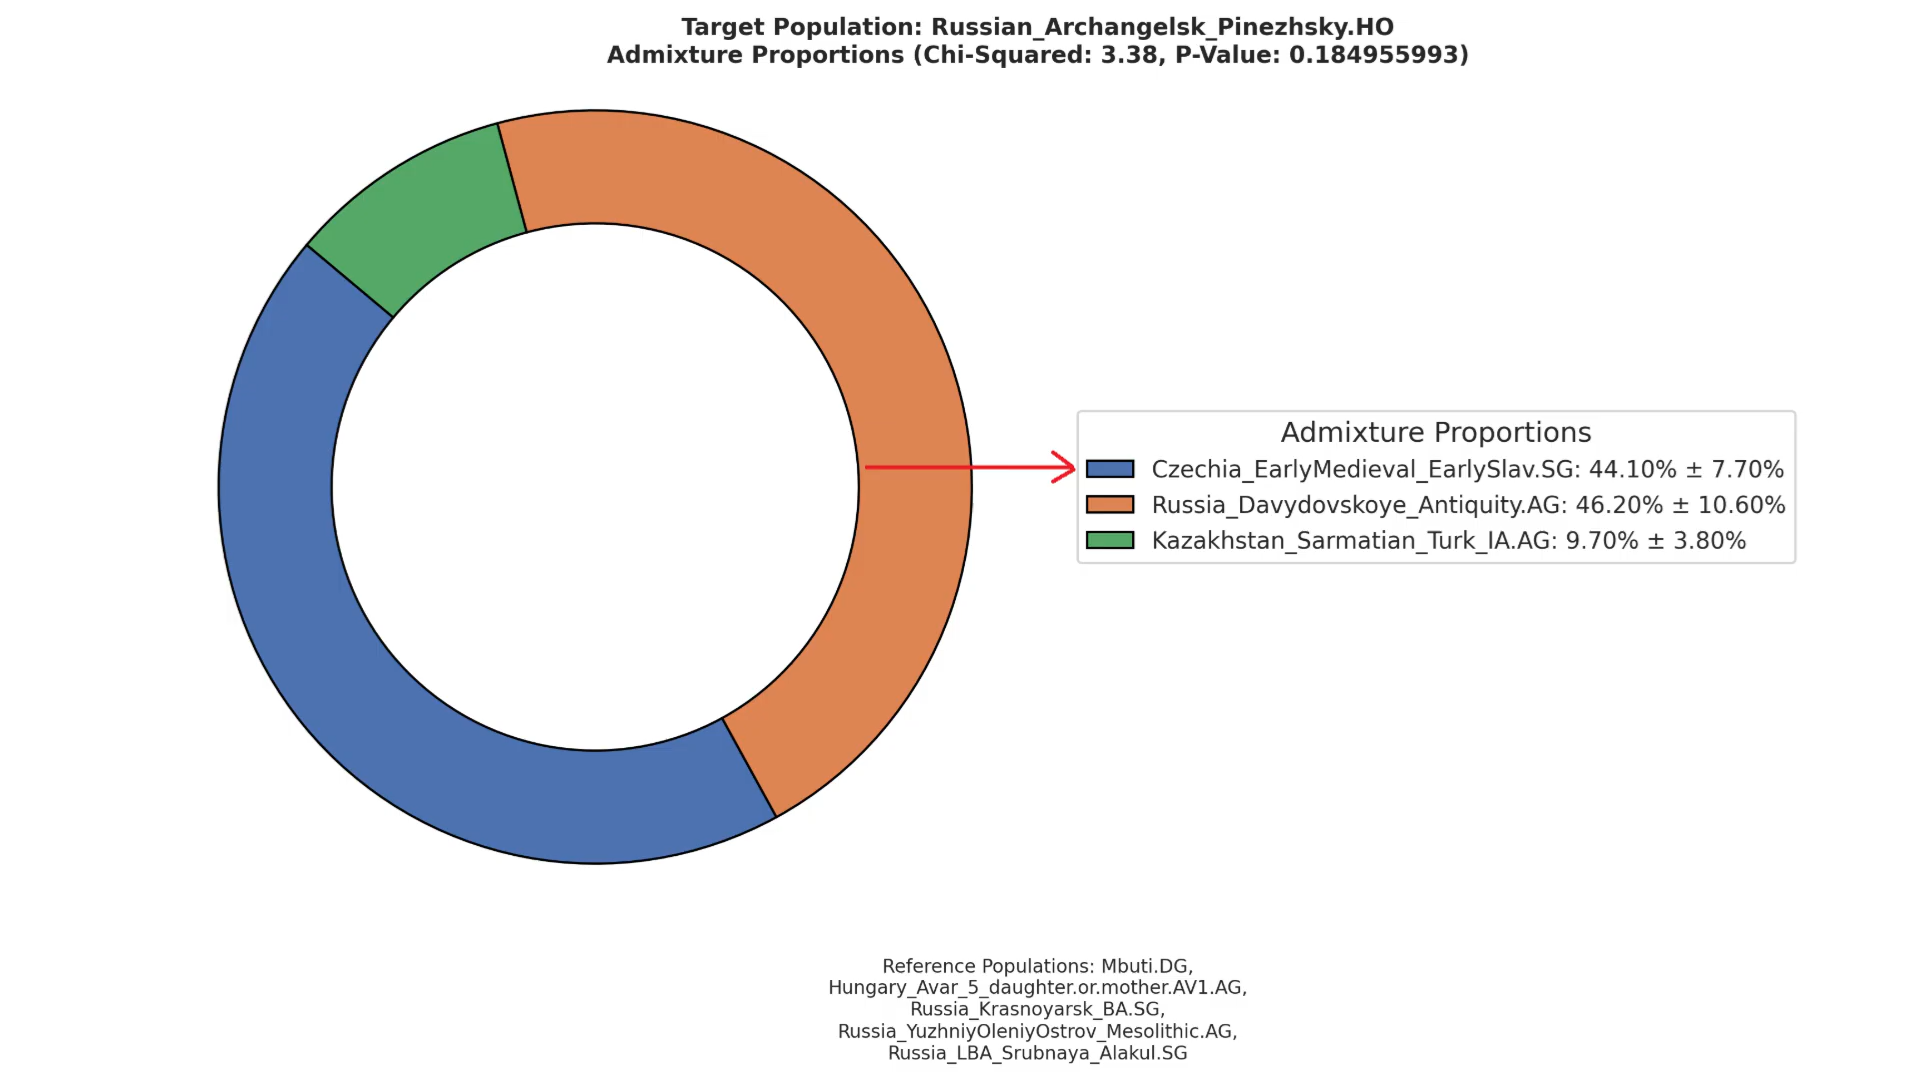 Target Population: Russian_Archangelsk_Pinezhsky.HO
Admixture Proportions (Chi-Squared: 3.38, P-Value: 0.184955993)
Admixture Proportions
Czechia_EarlyMedieval_EarlySlav.SG: 44.10% ± 7.70%
Russia_Davydovskoye_Antiquity.AG: 46.20% ± 10.60%
Kazakhstan_Sarmatian_Turk_IA.AG: 9.70% ± 3.80%
Reference Populations: Mbuti.DG,
Hungary_Avar_5_daughter.or.mother.AV1.AG,
Russia_Krasnoyarsk_BA.SG,
Russia_YuzhniyOleniyOstrov_Mesolithic.AG,
Russia_LBA_Srubnaya_Alakul.SG